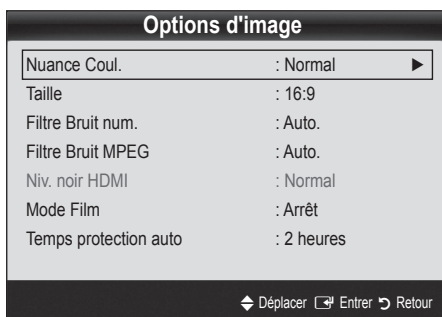 Options d'image
Nuance Coul. : Normal
Taille : 16:9
Filtre Bruit num. : Auto.
Filtre Bruit MPEG : Auto.
Niv. noir HDMI : Normal
Mode Film : Arrêt
Temps protection auto : 2 heures
Déplacer Entrer Retour